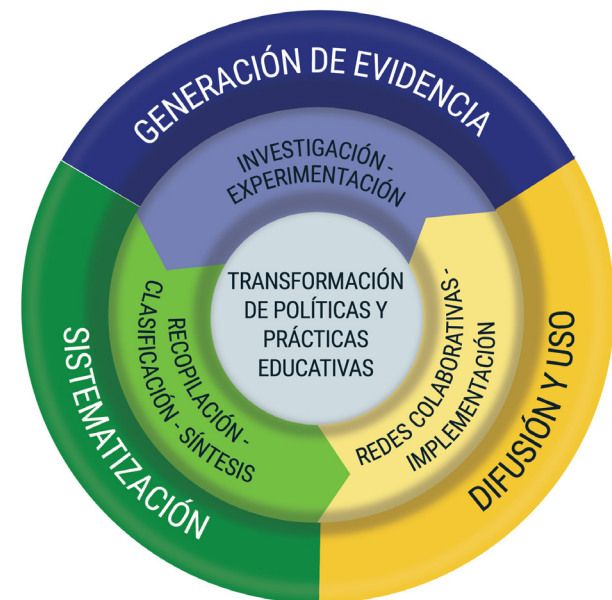 GENERACIÓN DE EVIDENCIA
INVESTIGACIÓN -
EXPERIMENTACIÓN
TRANSFORMACIÓN
DE POLÍTICAS Y
PRÁCTICAS
EDUCATIVAS
REDES COLABORATIVAS -
IMPLEMENTACIÓN
DIFUSIÓN Y USO
RECOPILACIÓN -
CLASIFICACIÓN - SÍNTESIS
SISTEMATIZACIÓN